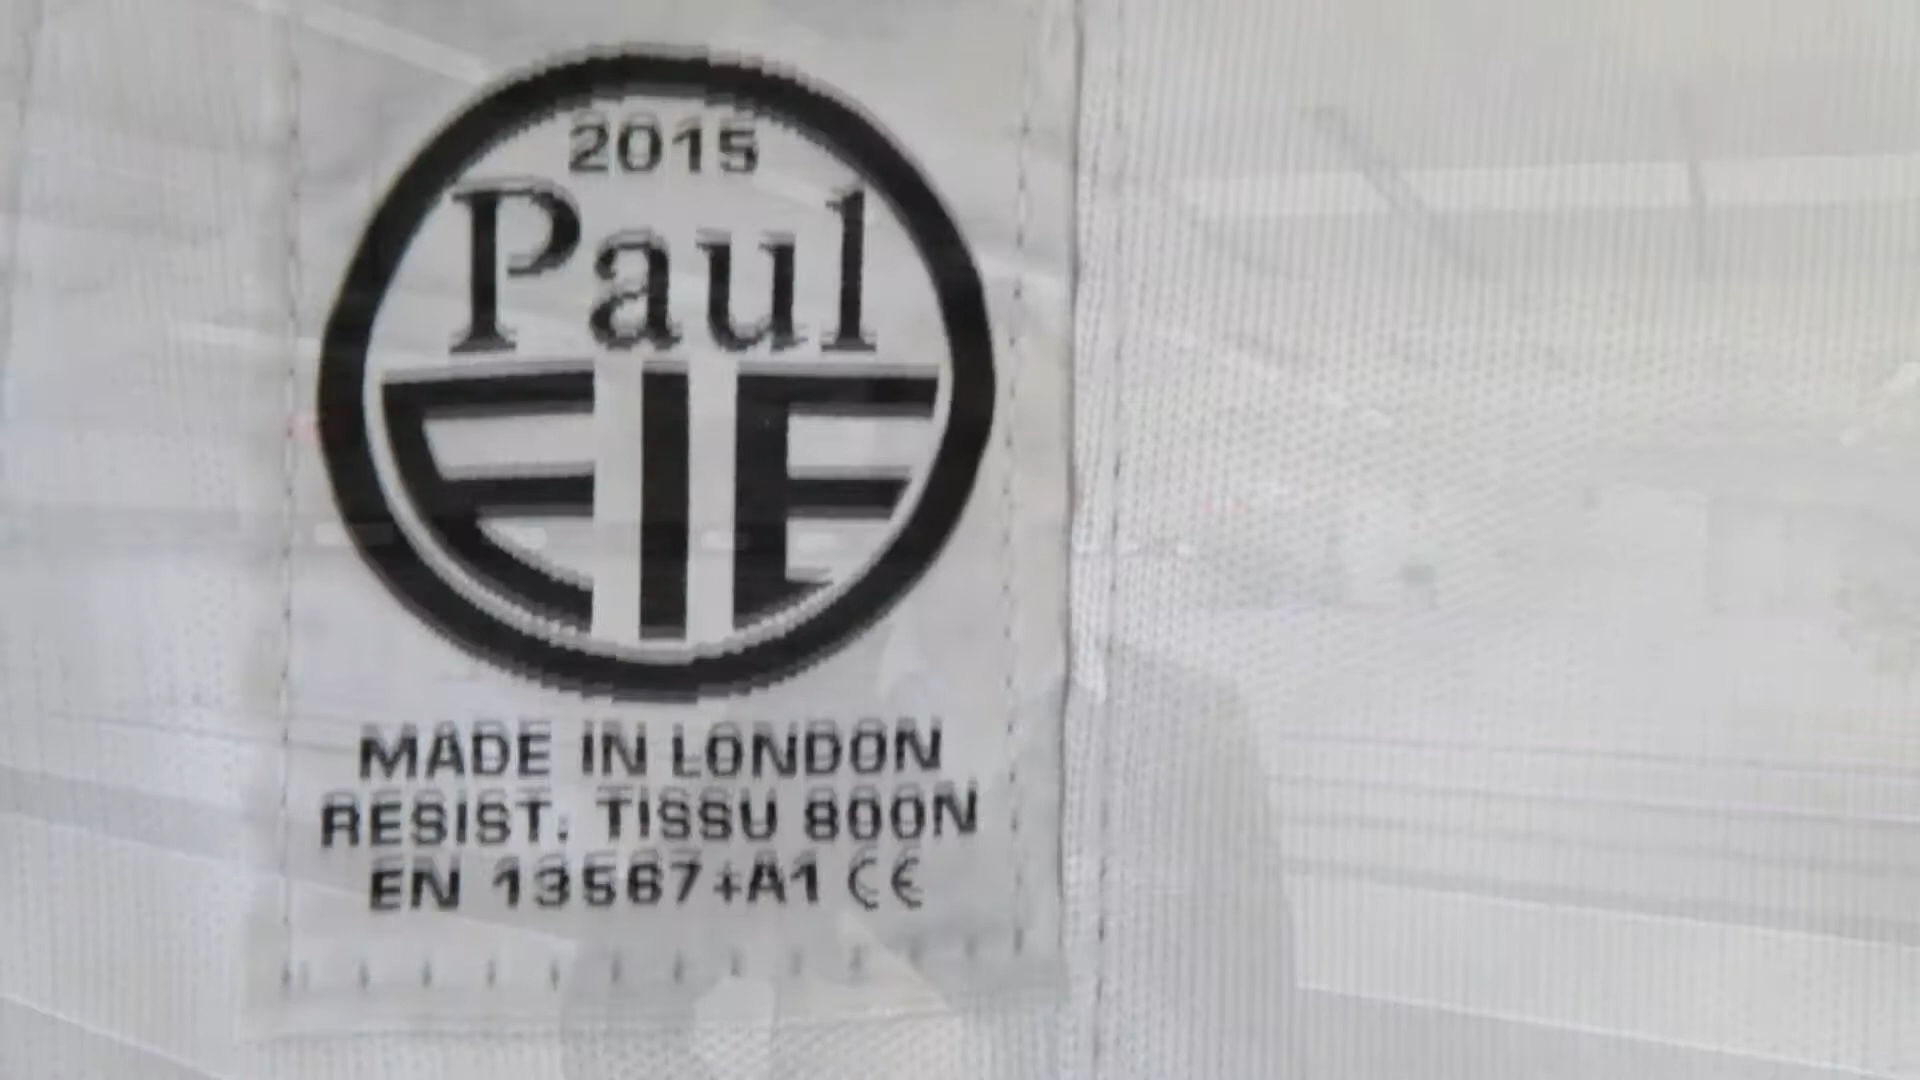 2015
Paul
MADE IN LONDON
RESIST. TISSU 800N
EN 13567+A1 CE